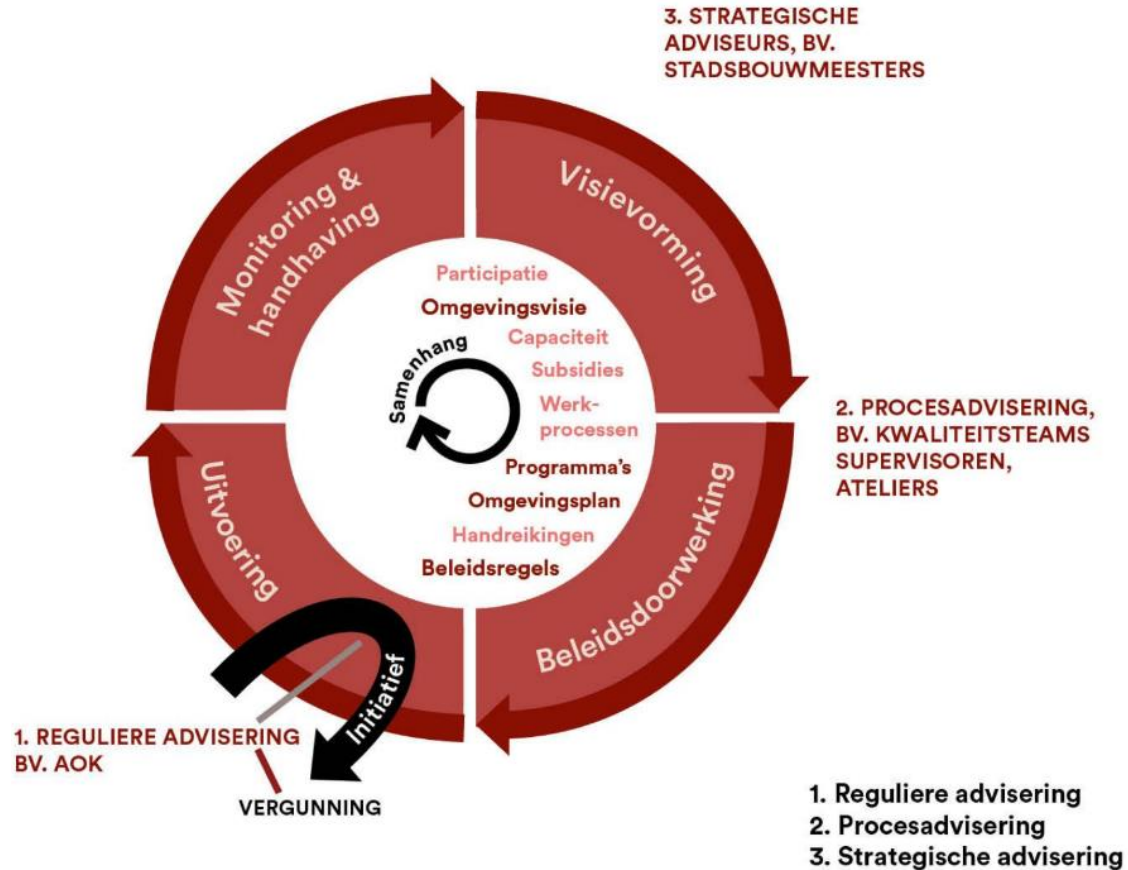 3. STRATEGISCHE
ADVISEURS, BV.
STADSBOUWMEESTERS
Monitoring &
handhaving
Visievorming
Participatie
Omgevingsvisie
Capaciteit
Subsidies
Werk-
processen
Programma's
Omgevingsplan
Handreikingen
Beleidsregels
Samenhang
2. PROCESADVISERING,
BV. KWALITEITSTEAMS
SUPERVISOREN,
ATELIERS
Uitvoering
Beleidsdoorwerking
Initiatief
1. REGULIERE ADVISERING
BV. AOK
VERGUNNING
1. Reguliere advisering
2. Procesadvisering
3. Strategische advisering